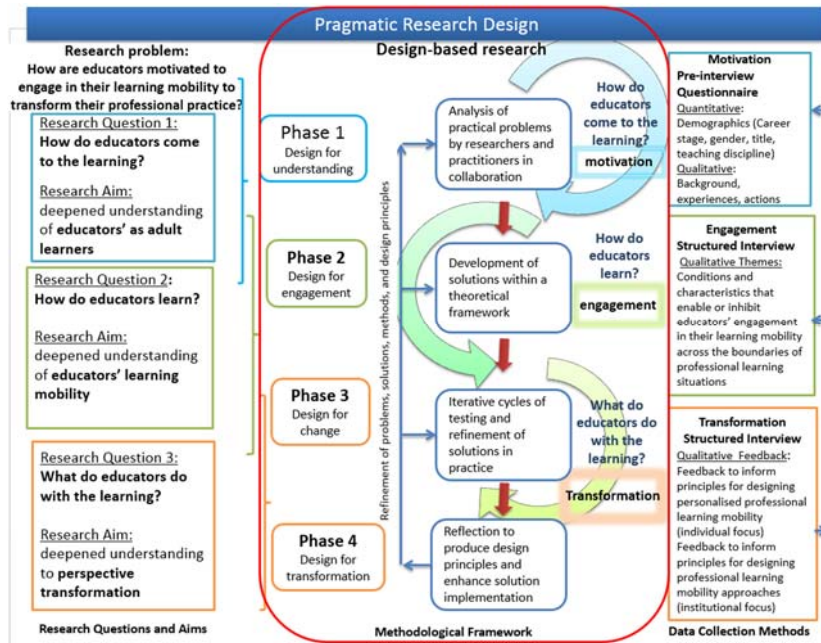 Pragmatic Research Design
Research problem:
How are educators motivated to
engage in their learning mobility to
transform their professional practice?
Research Question 1:
How do educators come
to the learning?
Research Aim:
deepened understanding
of educators' as adult
learners
Research Question 2:
How do educators learn?
Research Aim:
deepened understanding
of educators' learning
mobility
Research Question 3:
What do educators do
with the learning?
Research Aim:
deepened understanding
to perspective
transformation
Research Questions and Aims
Design-based research
Phase 1
Design for
understanding
Phase 2
Design for
engagement
Phase 3
Design for
change
Phase 4
Design for
transformation
Refinement of problems, solutions, methods, and design principles
Analysis of
practical problems
by researchers and
practitioners in
collaboration
Development of
solutions within a
theoretical
framework
Iterative cycles of
testing and
refinement of
solutions in
practice
Reflection to
produce design
principles and
enhance solution
implementation
How do
educators
come to the
learning?
motivation
How do
educators
learn?
engagement
What do
educators do
with the
learning?
Transformation
Methodological Framework
Motivation
Pre-interview
Questionnaire
Quantitative:
Demographics (Career
stage, gender, title,
teaching discipline)
Qualitative:
Background,
experiences, actions
Engagement
Structured Interview
Qualitative Themes:
Conditions and
characteristics that
enable or inhibit
educators' engagement
in their learning mobility
across the boundaries of
professional learning
situations
Transformation
Structured Interview
Qualitative Feedback:
Feedback to inform
principles for designing
personalised professional
learning mobility
(individual focus)
Feedback to inform
principles for designing
professional learning
mobility approaches
(institutional focus)
Data Collection Methods